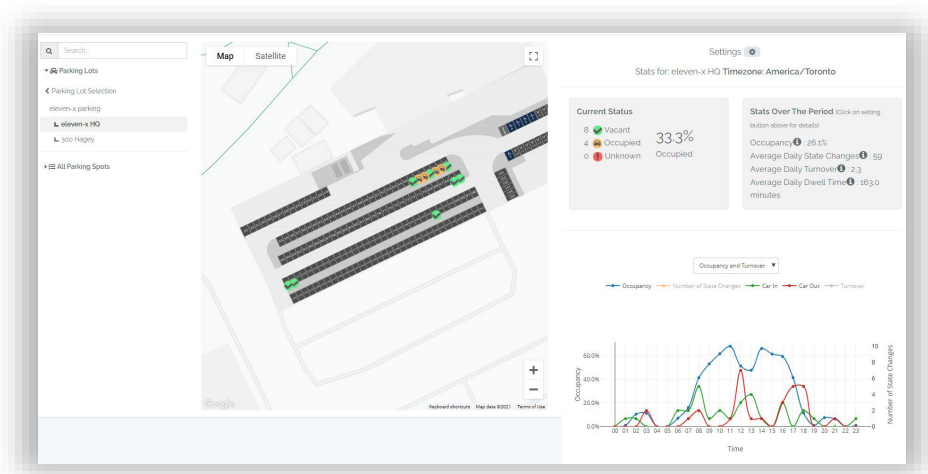 Search...
Parking Lots
Parking Lot Selection
eleven-x parking
eleven-x HQ
300 Hagey
All Parking Spots
Map Satellite
Google
Keyboard shortcuts Map data ©2021 Terms of Use
Settings
Stats for: eleven-x HQ Timezone: America/Toronto
Current Status
8 Vacant
4 Occupied
0 Unknown
33.3%
Occupied
Stats Over The Period (Click on setting
button above for details)
Occupancy : 26.1%
Average Daily State Changes : 59
Average Daily Turnover : 2.3
Average Daily Dwell Time : 163.0
minutes
Occupancy and Turnover
Occupancy Number of State Changes Car In Car Out Turnover
Occupancy
60.0%
40.0%
20.0%
0.0%
10
8
6
4
2
0
Number of State Changes
00 01 02 03 04 05 06 07 08 09 10 11 12 13 14 15 16 17 18 19 20 21 22 23
Time